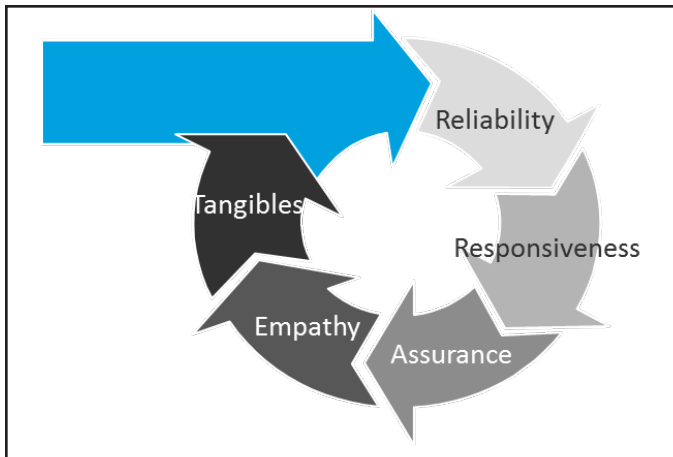 Reliability
Responsiveness
Assurance
Empathy
Tangibles